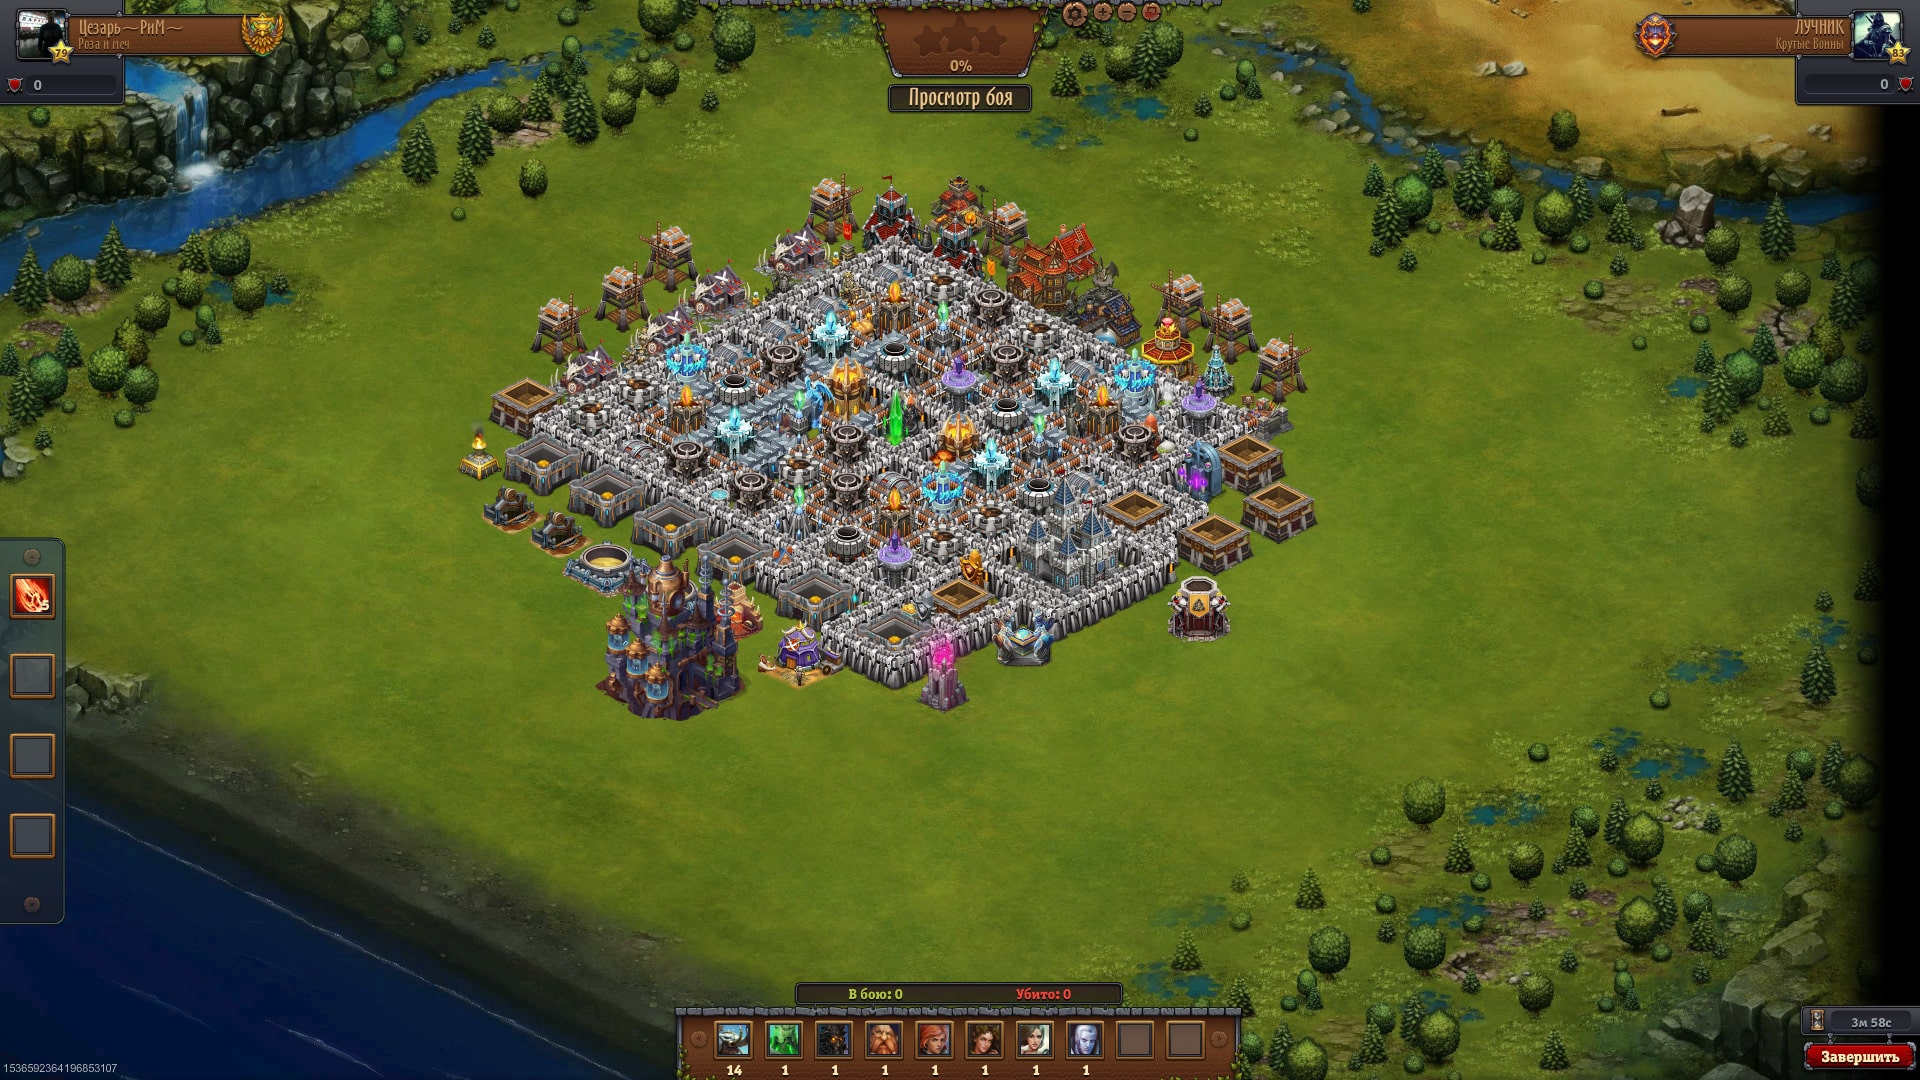 Цезарь~РиМ~
Роза и меч
79
0
0%
Просмотр боя
ЛУЧНИК
Крутые Воины
83
0
5
В бою: 0
Убито: 0
14
1
1
1
1
1
1
1
3м 58с
Завершить
1536592364196853107